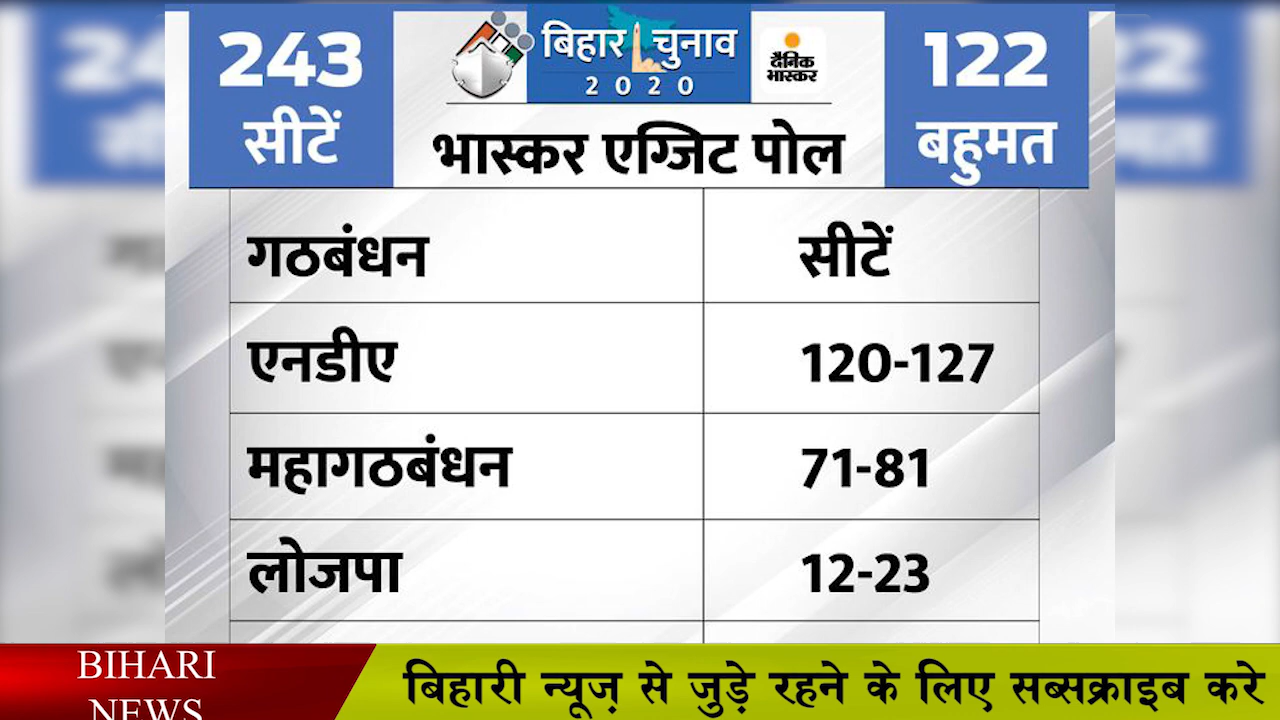 243
सीटें
बिहार चुनाव
2020
दैनिक
भास्कर
122
बहुमत
भास्कर एग्जिट पोल
गठबंधन सीटें
एनडीए 120-127
महागठबंधन 71-81
लोजपा 12-23
BIHARI
NEWS
बिहारी न्यूज़ से जुड़े रहने के लिए सब्सक्राइब करे